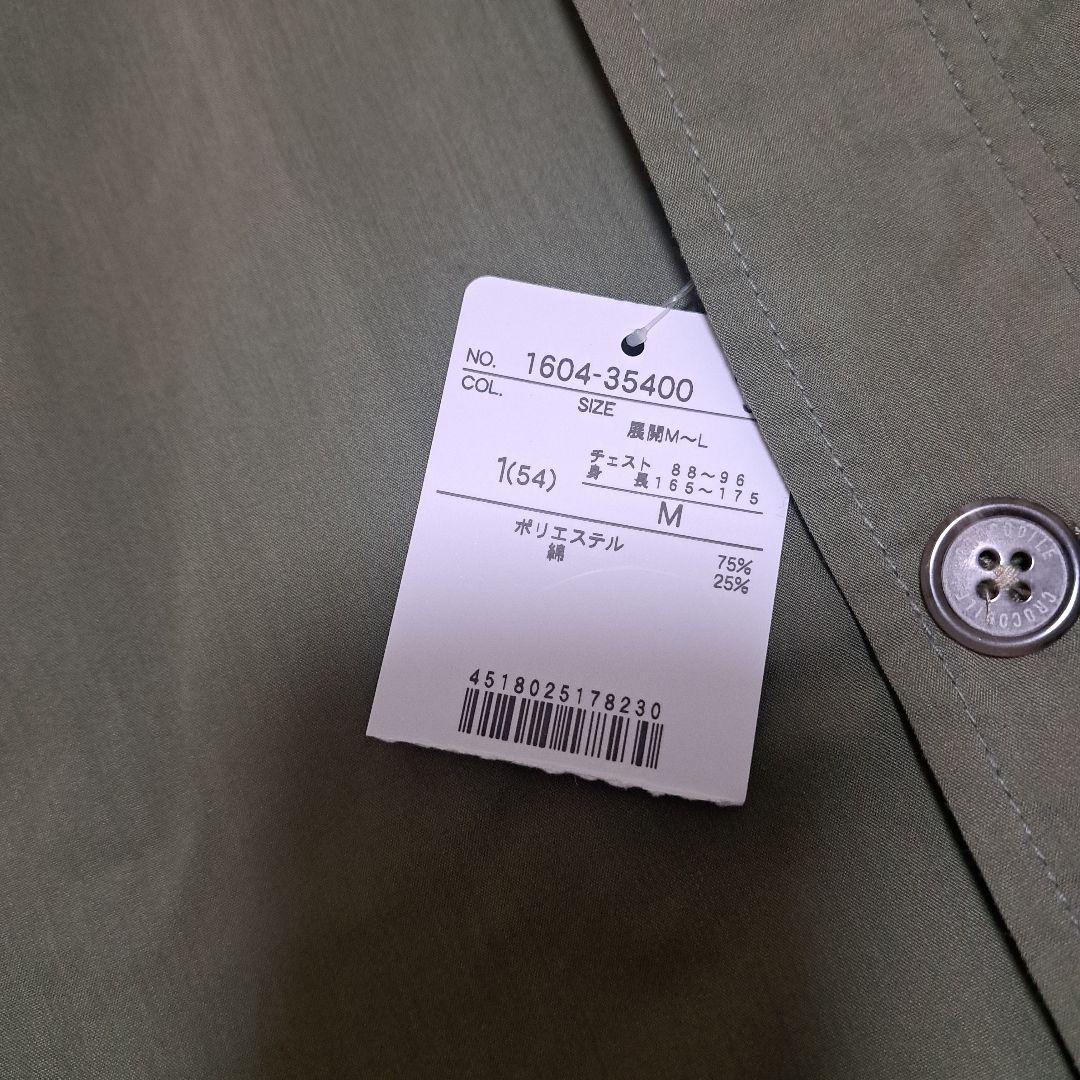 NO. 1604-35400
COL.
SIZE
展開M～L
チェスト 88～96
身 長165～175
1(54)
M
ポリエステル 75%
綿 25%
4518025178230
CROCODILE CROCODILE